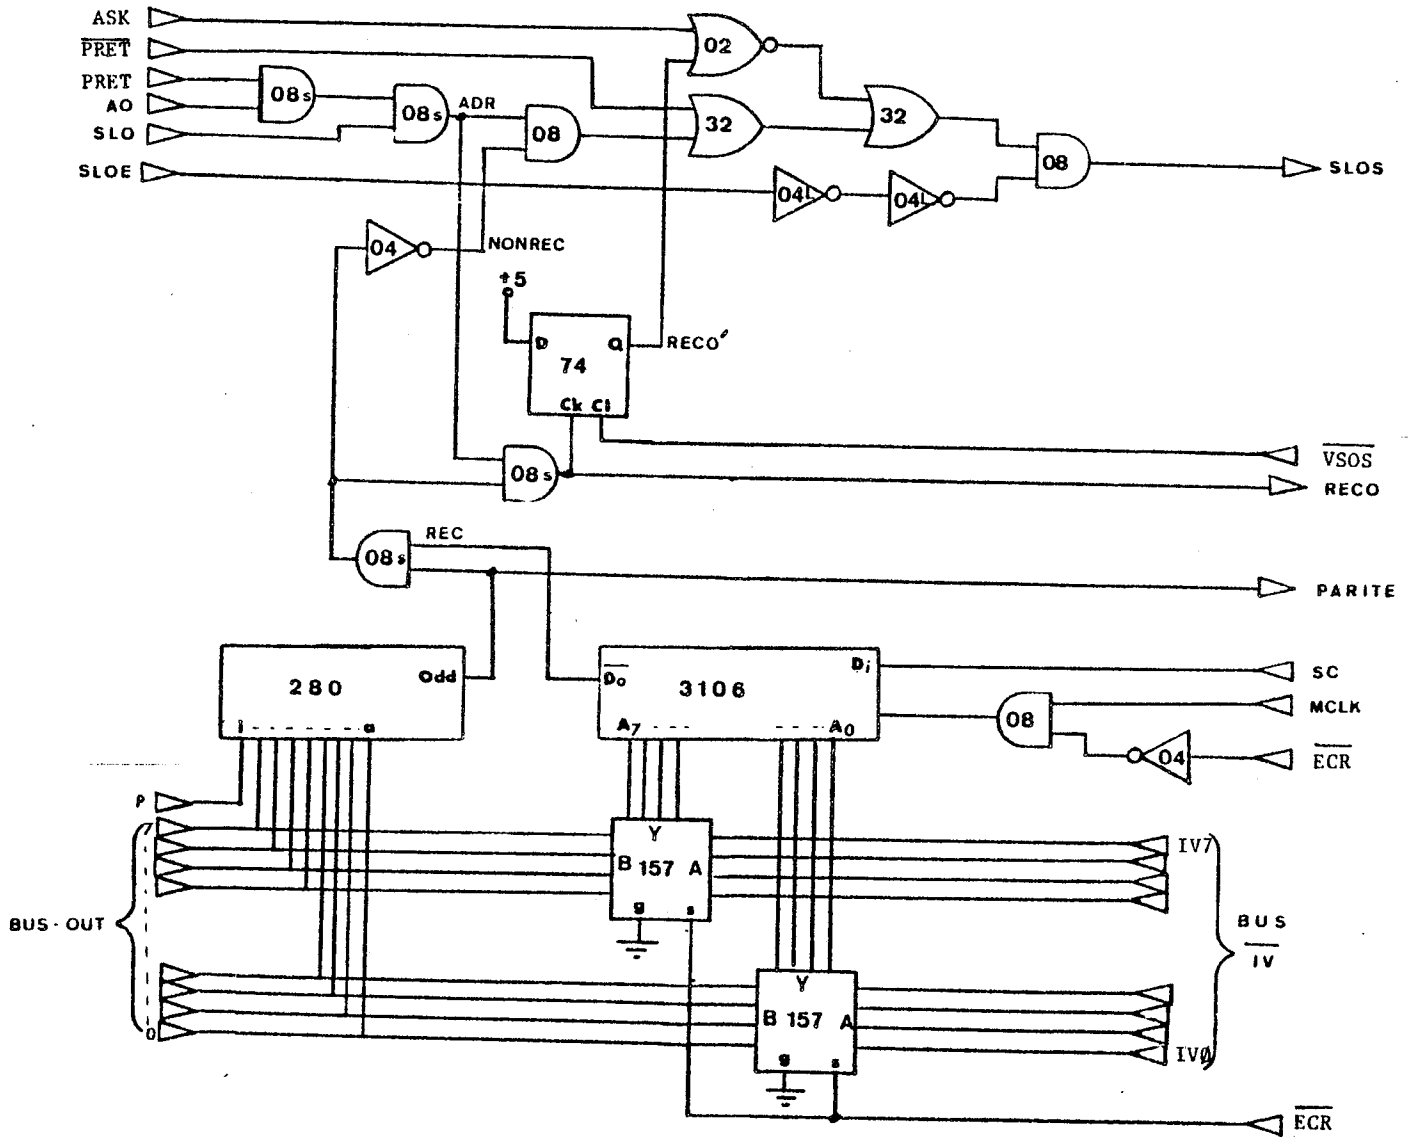 ASK
PRET
PRET
AO
SLO
SLOE
08s
08s
ADR
08
02
32
32
08
SLOS
04L
04L
04
NONREC
+5
D
Q
74
Ck
Cl
RECO'
VSOS
RECO
08s
08s
REC
PARITE
280
Odd
i
a
Do
Di
3106
A7
A0
SC
08
MCLK
04
ECR
P
7
0
BUS-OUT
Y
B 157 A
g
s
Y
B 157 A
g
s
IV7
BUS
IV
IV0
ECR